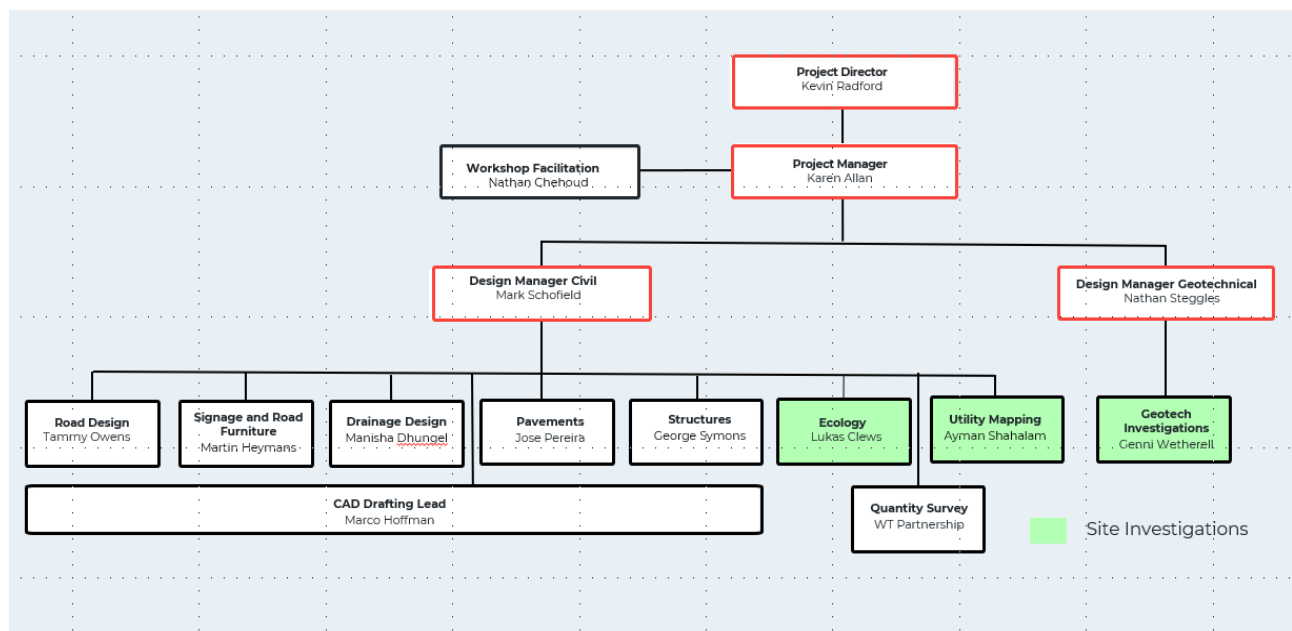 Project Director
Kevin Radford
Workshop Facilitation
Nathan Chehoud
Project Manager
Karen Allan
Design Manager Civil
Mark Schofield
Design Manager Geotechnical
Nathan Steggles
Road Design
Tammy Owens
Signage and Road
Furniture
Martin Heymans
Drainage Design
Manisha Dhungel
Pavements
Jose Pereira
Structures
George Symons
Ecology
Lukas Clews
Utility Mapping
Ayman Shahalam
Geotech
Investigations
Genni Wetherell
CAD Drafting Lead
Marco Hoffman
Quantity Survey
WT Partnership
Site Investigations